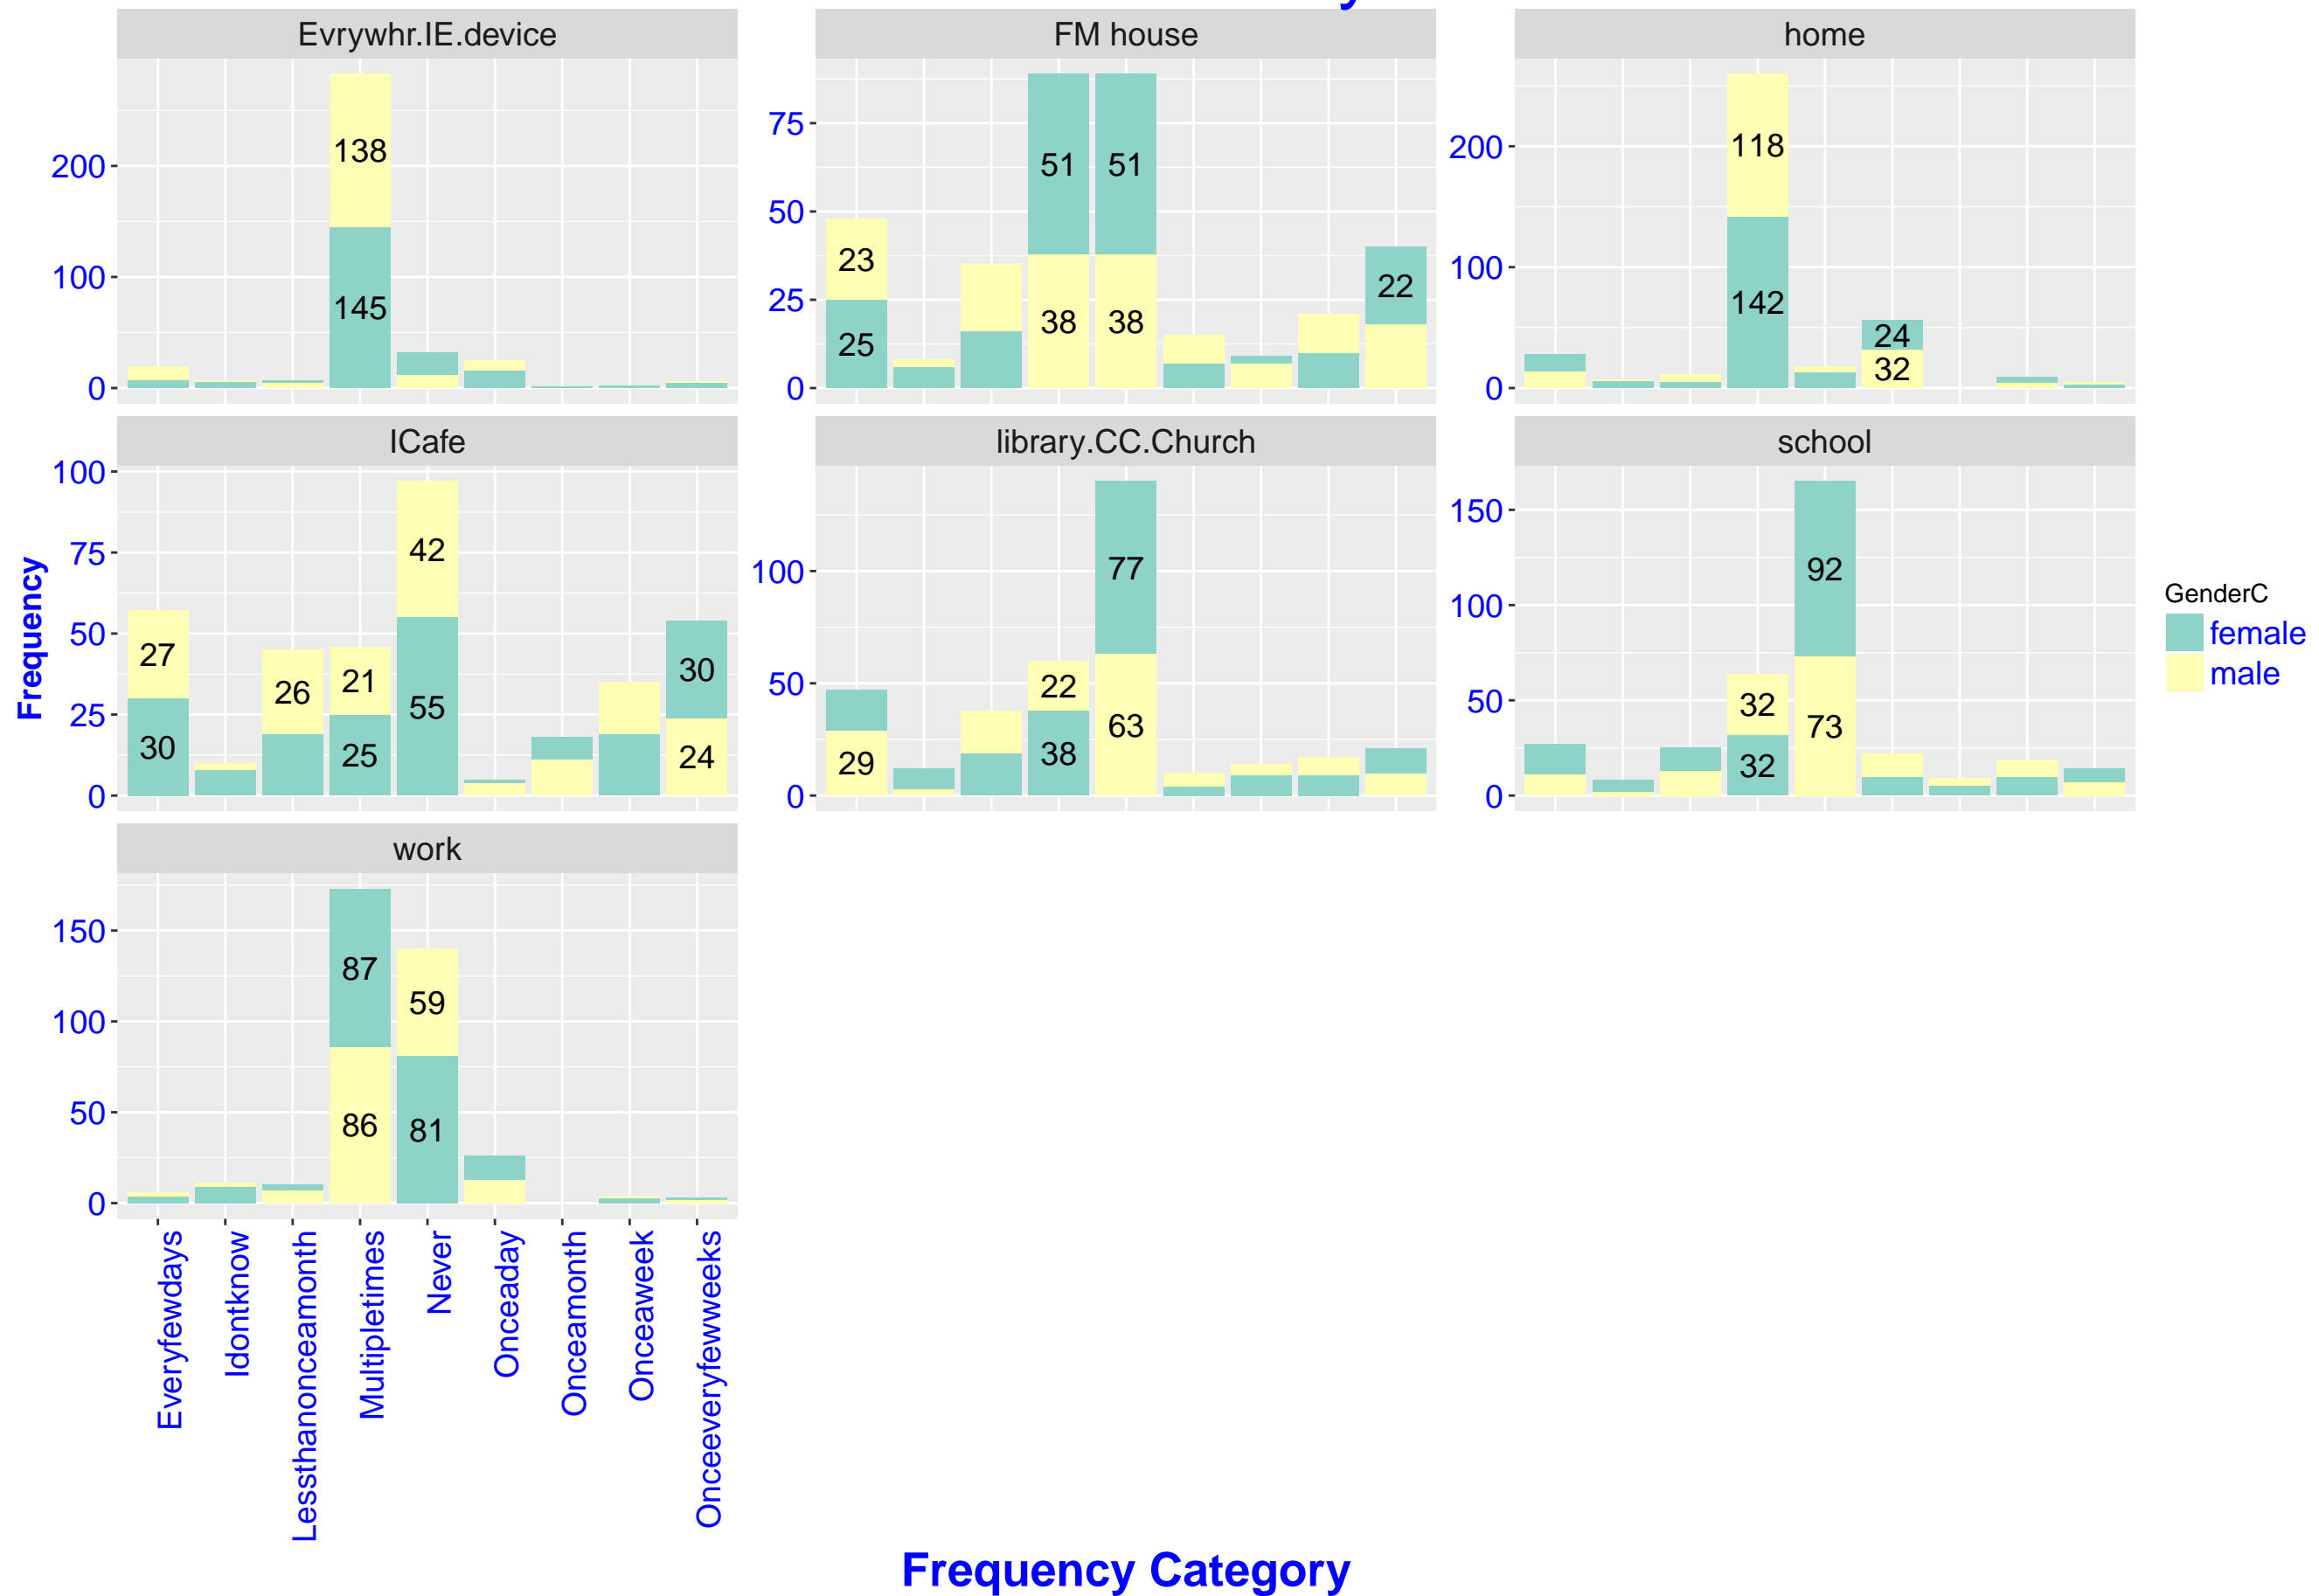 Evrywhr.IE.device
FM house
home
200
100
0
138
145
75
50
25
0
23
25
51
38
51
38
22
200
100
0
118
142
24
32
ICafe
library.CC.Church
school
100
75
50
25
0
27
30
26
21
25
42
55
30
24
100
50
0
29
22
38
77
63
150
100
50
0
32
32
92
73
Frequency
GenderC
female
male
work
150
100
50
0
87
86
59
81
Everyfewdays
Idontknow
Lessthanonceamonth
Multipletimes
Never
Onceaday
Onceamonth
Onceaweek
Onceeveryfewweeks
Frequency Category